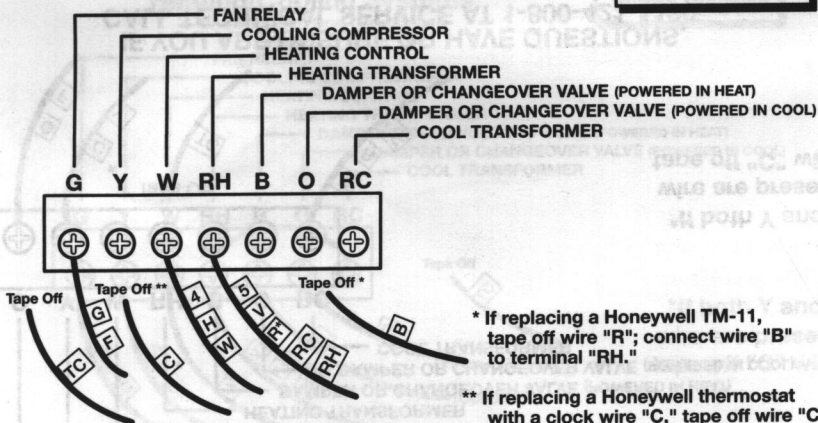 FAN RELAY
COOLING COMPRESSOR
HEATING CONTROL
HEATING TRANSFORMER
DAMPER OR CHANGEOVER VALVE (POWERED IN HEAT)
DAMPER OR CHANGEOVER VALVE (POWERED IN COOL)
COOL TRANSFORMER
G Y W RH B O RC
Tape Off
TC
G
F
Tape Off **
C
4
H
W
5
V
R*
RC
RH
Tape Off *
B
* If replacing a Honeywell TM-11,
tape off wire "R"; connect wire "B"
to terminal "RH."
** If replacing a Honeywell thermostat
with a clock wire "C," tape off wire "C